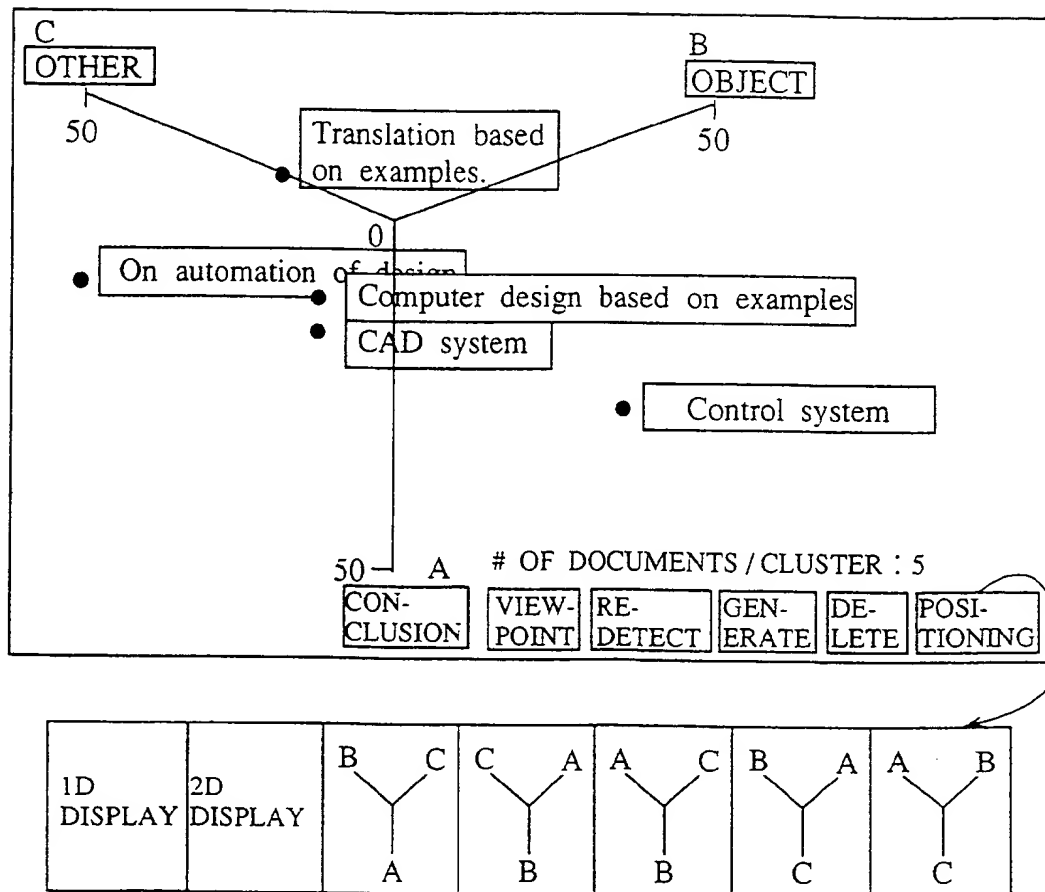 C
OTHER
50
B
OBJECT
50
Translation based
on examples.
0
On automation of design
Computer design based on examples
CAD system
Control system
50
A
# OF DOCUMENTS / CLUSTER : 5
CON-
CLUSION
VIEW-
POINT
RE-
DETECT
GEN-
ERATE
DE-
LETE
POSI-
TIONING
1D
DISPLAY
2D
DISPLAY
B C
A
C A
B
A C
B
B A
C
A B
C